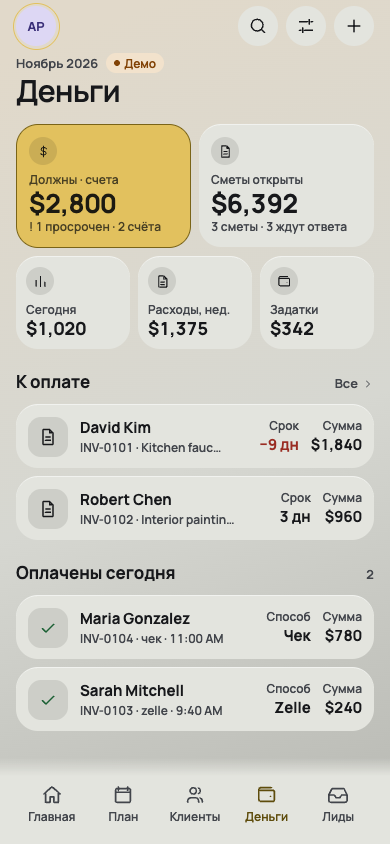 AP
Ноябрь 2026 Демо
Деньги
Должны · счета
$2,800
! 1 просрочен · 2 счёта
Сметы открыты
$6,392
3 сметы · 3 ждут ответа
Сегодня
$1,020
Расходы, нед.
$1,375
Задатки
$342
К оплате Все
David Kim
INV-0101 · Kitchen fauc…
Срок Сумма
−9 дн $1,840
Robert Chen
INV-0102 · Interior paintin…
Срок Сумма
3 дн $960
Оплачены сегодня 2
Maria Gonzalez
INV-0104 · чек · 11:00 AM
Способ Сумма
Чек $780
Sarah Mitchell
INV-0103 · zelle · 9:40 AM
Способ Сумма
Zelle $240
Главная План Клиенты Деньги Лиды